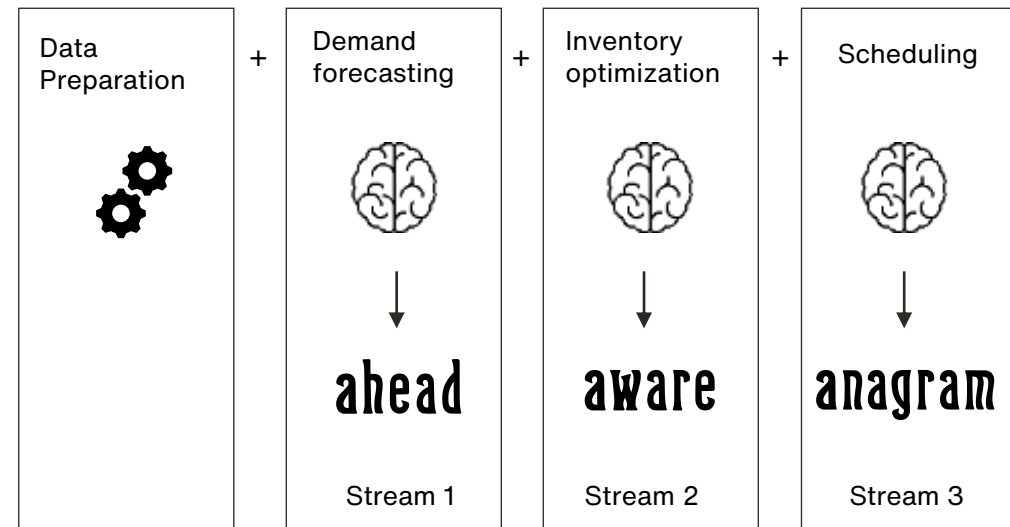 Data
Preparation
+
Demand
forecasting
+
Inventory
optimization
+
Scheduling
ahead
aware
anagram
Stream 1
Stream 2
Stream 3